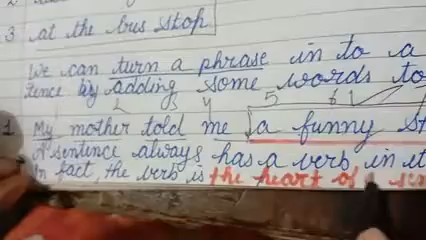 3 at the bus stop
We can turn a phrase in to a
tence by adding some words to
2 3 4 5 6
1 My mother told me a funny st
A sentence always has a verb in it
In fact, the verb is the heart of a sen